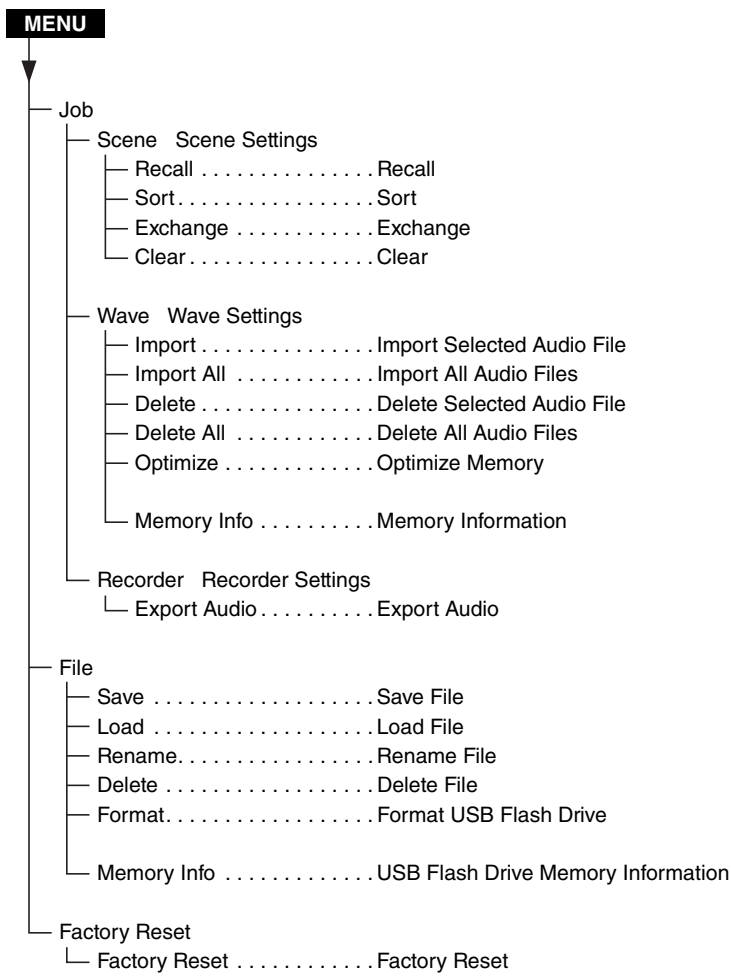 MENU
Job
Scene Scene Settings
Recall . . . . . . . . . . . . . . . Recall
Sort. . . . . . . . . . . . . . . . . Sort
Exchange . . . . . . . . . . . . Exchange
Clear. . . . . . . . . . . . . . . . Clear
Wave Wave Settings
Import . . . . . . . . . . . . . . . Import Selected Audio File
Import All . . . . . . . . . . . . Import All Audio Files
Delete . . . . . . . . . . . . . . . Delete Selected Audio File
Delete All . . . . . . . . . . . . Delete All Audio Files
Optimize . . . . . . . . . . . . . Optimize Memory
Memory Info . . . . . . . . . . Memory Information
Recorder Recorder Settings
Export Audio. . . . . . . . . . Export Audio
File
Save . . . . . . . . . . . . . . . . . . . Save File
Load . . . . . . . . . . . . . . . . . . . Load File
Rename. . . . . . . . . . . . . . . . . Rename File
Delete . . . . . . . . . . . . . . . . . . Delete File
Format. . . . . . . . . . . . . . . . . . Format USB Flash Drive
Memory Info . . . . . . . . . . . . . USB Flash Drive Memory Information
Factory Reset
Factory Reset . . . . . . . . . . . . Factory Reset